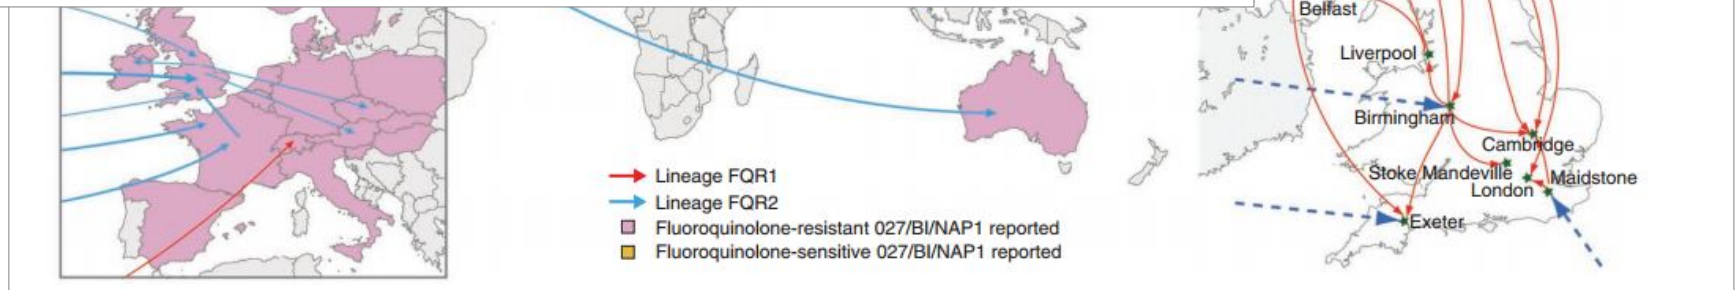 Lineage FQR1
Lineage FQR2
Fluoroquinolone-resistant 027/BI/NAP1 reported
Fluoroquinolone-sensitive 027/BI/NAP1 reported
Belfast
Liverpool
Birmingham
Cambridge
Stoke Mandeville
London
Maidstone
Exeter